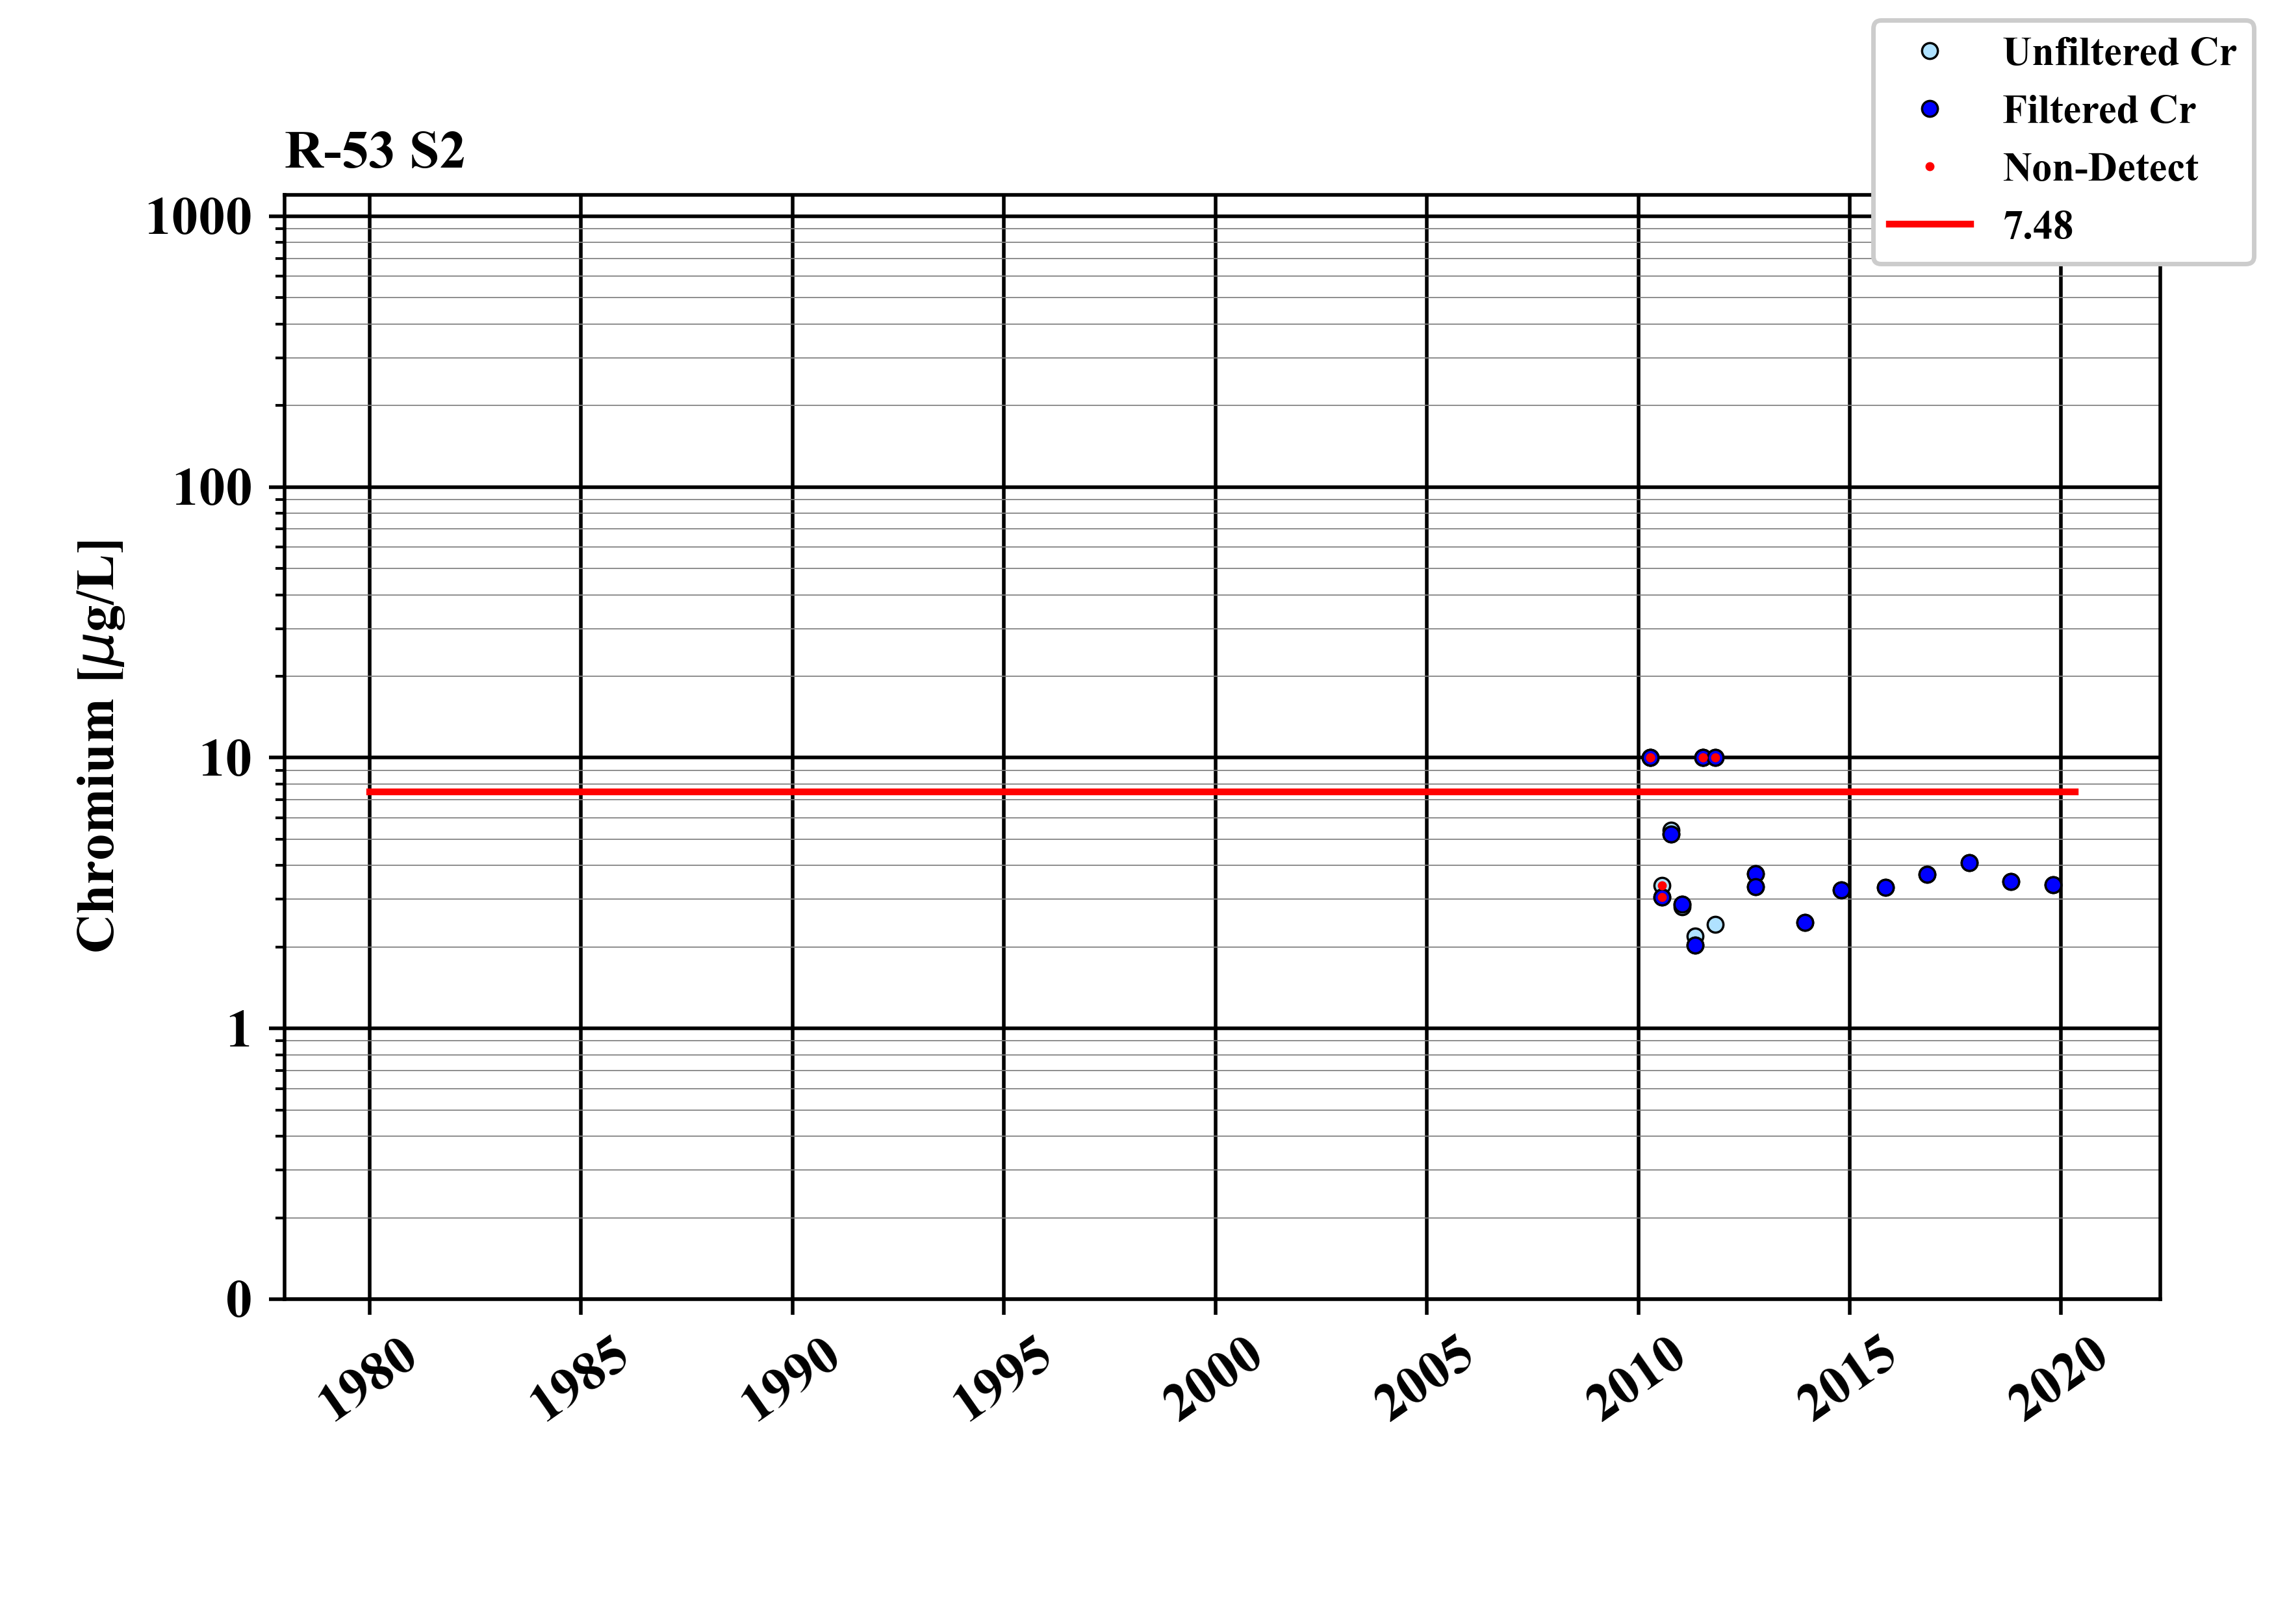 Unfiltered Cr
Filtered Cr
Non-Detect
7.48
R-53 S2
1000
100
10
1
0
Chromium [μg/L]
1980 1985 1990 1995 2000 2005 2010 2015 2020